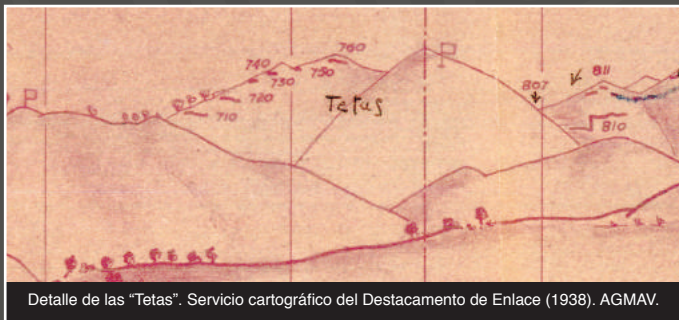 760
740
730
750
720
710
P
P
Tetas
807
811
810
Detalle de las “Tetas”. Servicio cartográfico del Destacamento de Enlace (1938). AGMAV.